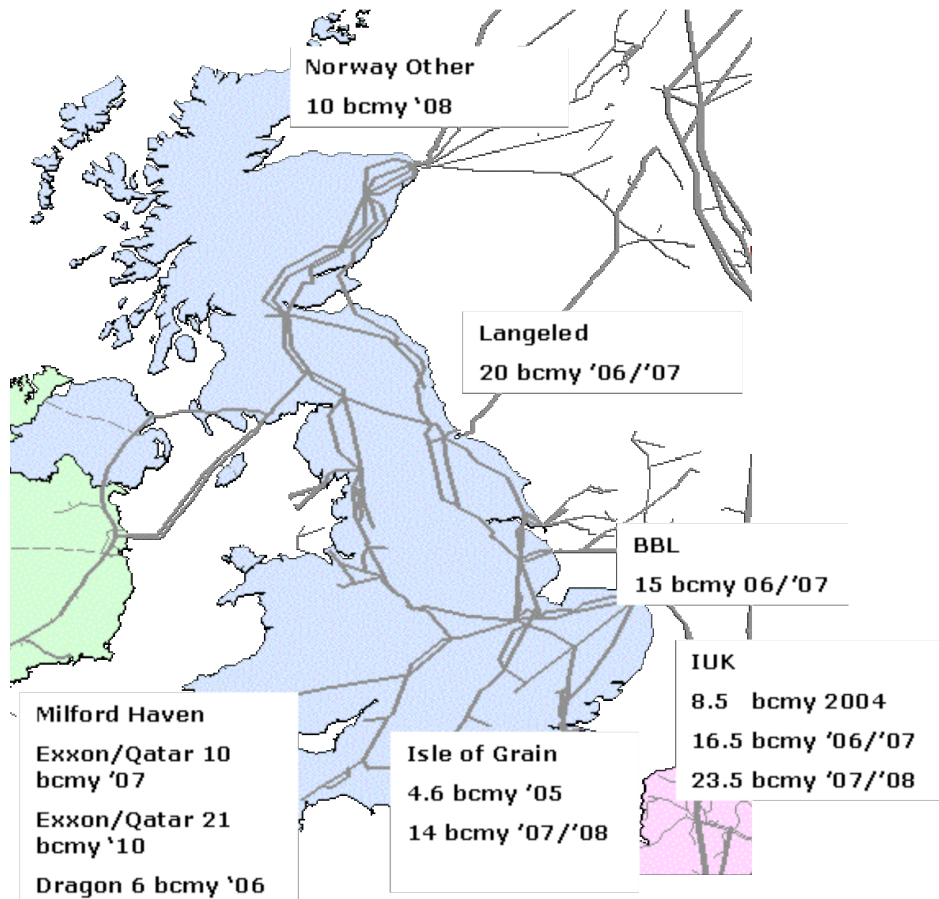 Norway Other
10 bcmy ‘08
Langeled
20 bcmy ’06/’07
BBL
15 bcmy 06/’07
IUK
8.5 bcmy 2004
16.5 bcmy ’06/’07
23.5 bcmy ’07/’08
Milford Haven
Exxon/Qatar 10
bcmy ’07
Exxon/Qatar 21
bcmy ‘10
Dragon 6 bcmy ‘06
Isle of Grain
4.6 bcmy ’05
14 bcmy ’07/’08